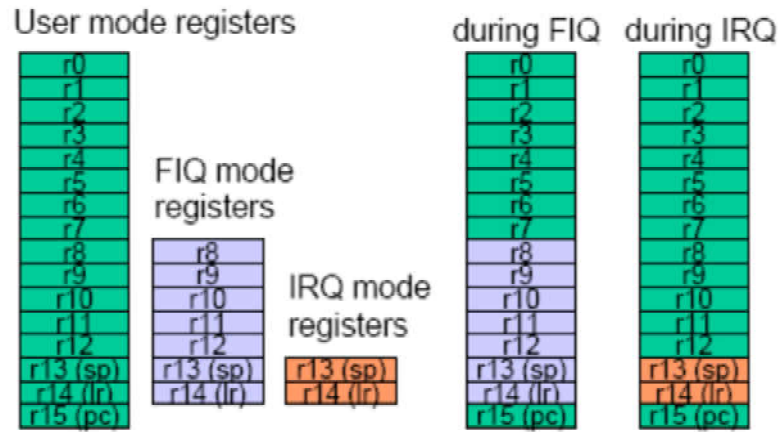 User mode registers
r0
r1
r2
r3
r4
r5
r6
r7
r8
r9
r10
r11
r12
r13 (sp)
r14 (lr)
r15 (pc)
FIQ mode
registers
r8
r9
r10
r11
r12
r13 (sp)
r14 (lr)
IRQ mode
registers
r13 (sp)
r14 (lr)
during FIQ
r0
r1
r2
r3
r4
r5
r6
r7
r8
r9
r10
r11
r12
r13 (sp)
r14 (lr)
r15 (pc)
during IRQ
r0
r1
r2
r3
r4
r5
r6
r7
r8
r9
r10
r11
r12
r13 (sp)
r14 (lr)
r15 (pc)